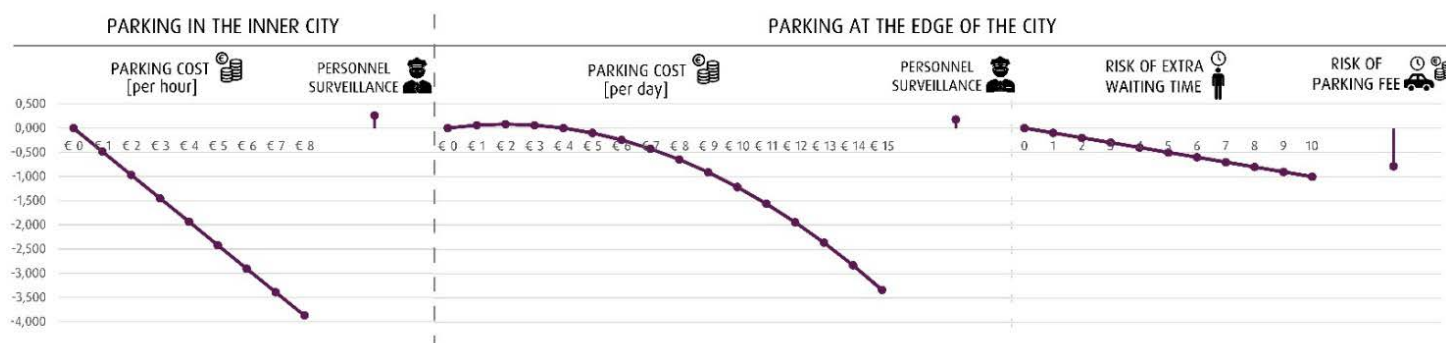 PARKING IN THE INNER CITY
PARKING AT THE EDGE OF THE CITY
PARKING COST
[per hour]
PERSONNEL
SURVEILLANCE
PARKING COST
[per day]
PERSONNEL
SURVEILLANCE
RISK OF EXTRA
WAITING TIME
RISK OF
PARKING FEE
0,500
0,000
-0,500
-1,000
-1,500
-2,000
-2,500
-3,000
-3,500
-4,000
€ 0 € 1 € 2 € 3 € 4 € 5 € 6 € 7 € 8
€ 0 € 1 € 2 € 3 € 4 € 5 € 6 € 7 € 8 € 9 € 10 € 11 € 12 € 13 € 14 € 15
0 1 2 3 4 5 6 7 8 9 10